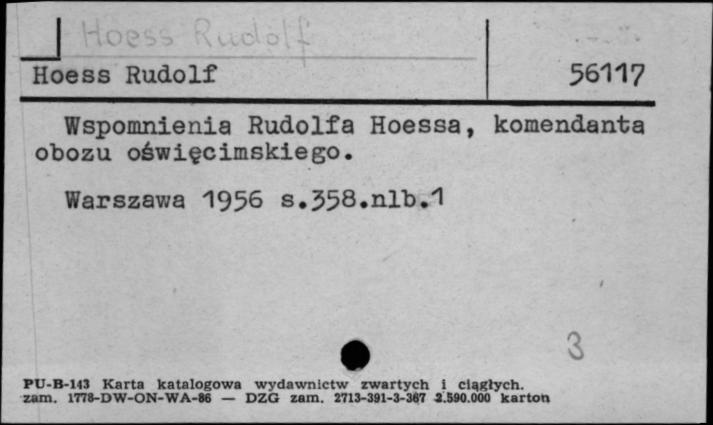 Hoess Rudolf
Hoess Rudolf 56117
Wspomnienia Rudolfa Hoessa, komendanta
obozu oświęcimskiego.
Warszawa 1956 s.358.nlb.1
3
PU-B-143 Karta katalogowa wydawnictw zwartych i ciągłych.
zam. 1778-DW-ON-WA-86 — DZG zam. 2713-391-3-367 2.590.000 karton